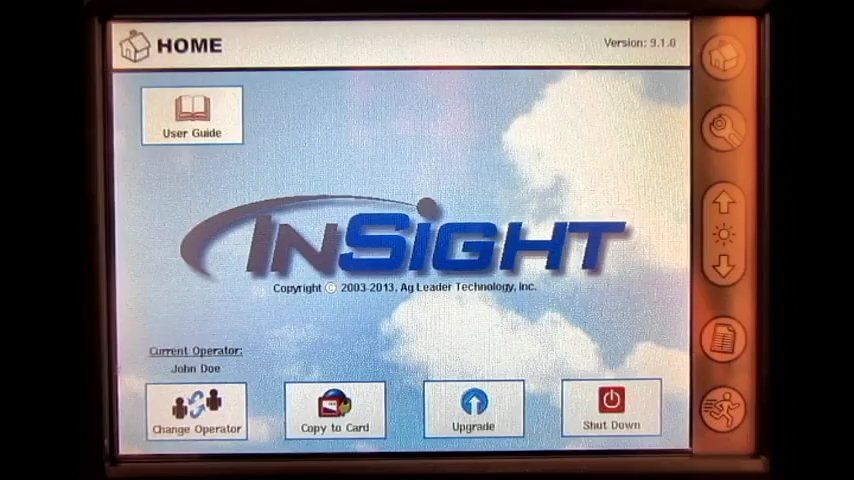 HOME
Version: 9.1.0
User Guide
INSIGHT
Copyright © 2003-2013, Ag Leader Technology, Inc.
Current Operator:
John Doe
Change Operator
Copy to Card
Upgrade
Shut Down